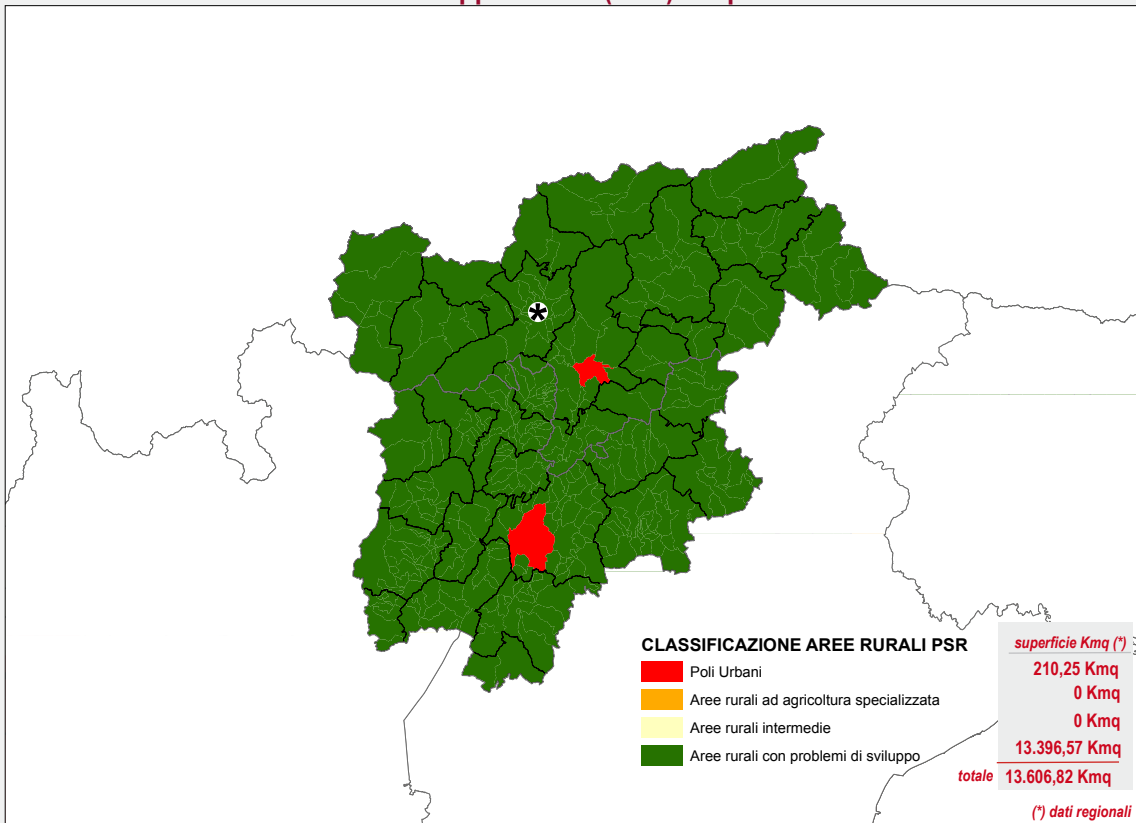 CLASSIFICAZIONE AREE RURALI PSR
superficie Kmq (*)
Poli Urbani
210,25 Kmq
Aree rurali ad agricoltura specializzata
0 Kmq
Aree rurali intermedie
0 Kmq
Aree rurali con problemi di sviluppo
13.396,57 Kmq
totale 13.606,82 Kmq
(*) dati regionali